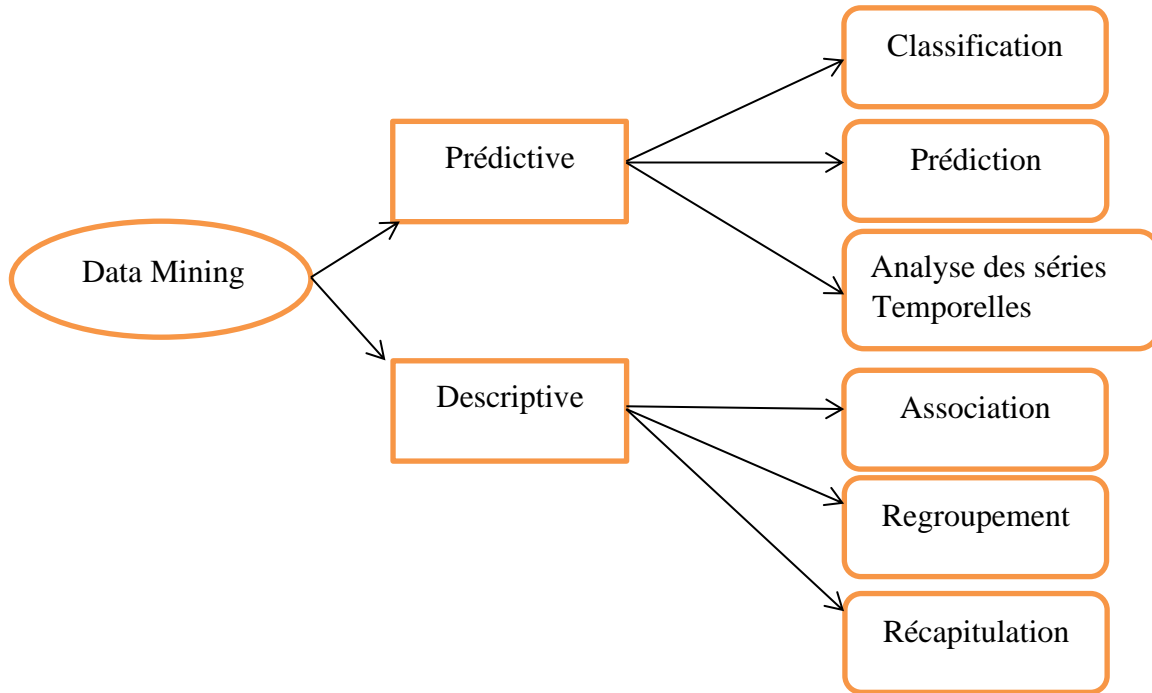 Data Mining
Prédictive
Classification
Prédiction
Analyse des séries
Temporelles
Descriptive
Association
Regroupement
Récapitulation